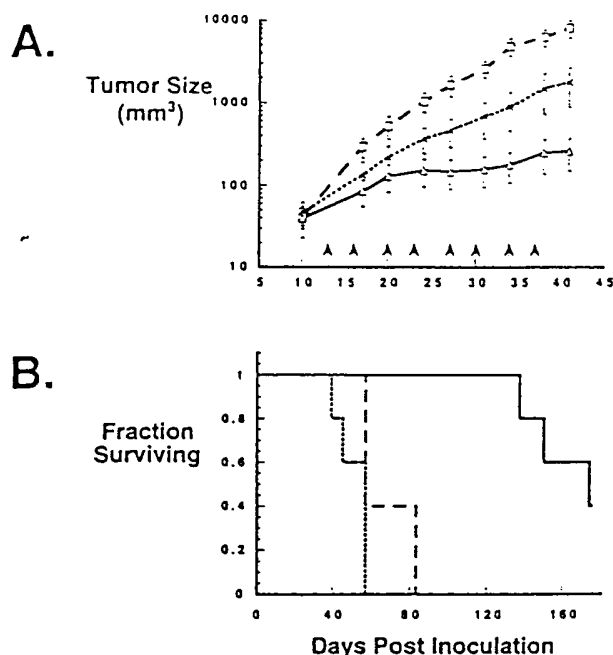 A.
Tumor Size
(mm³)
10000
1000
100
10
5 10 15 20 25 30 35 40 45
B.
Fraction
Surviving
1
0.8
0.6
0.4
0.2
0
0 40 80 120 160
Days Post Inoculation